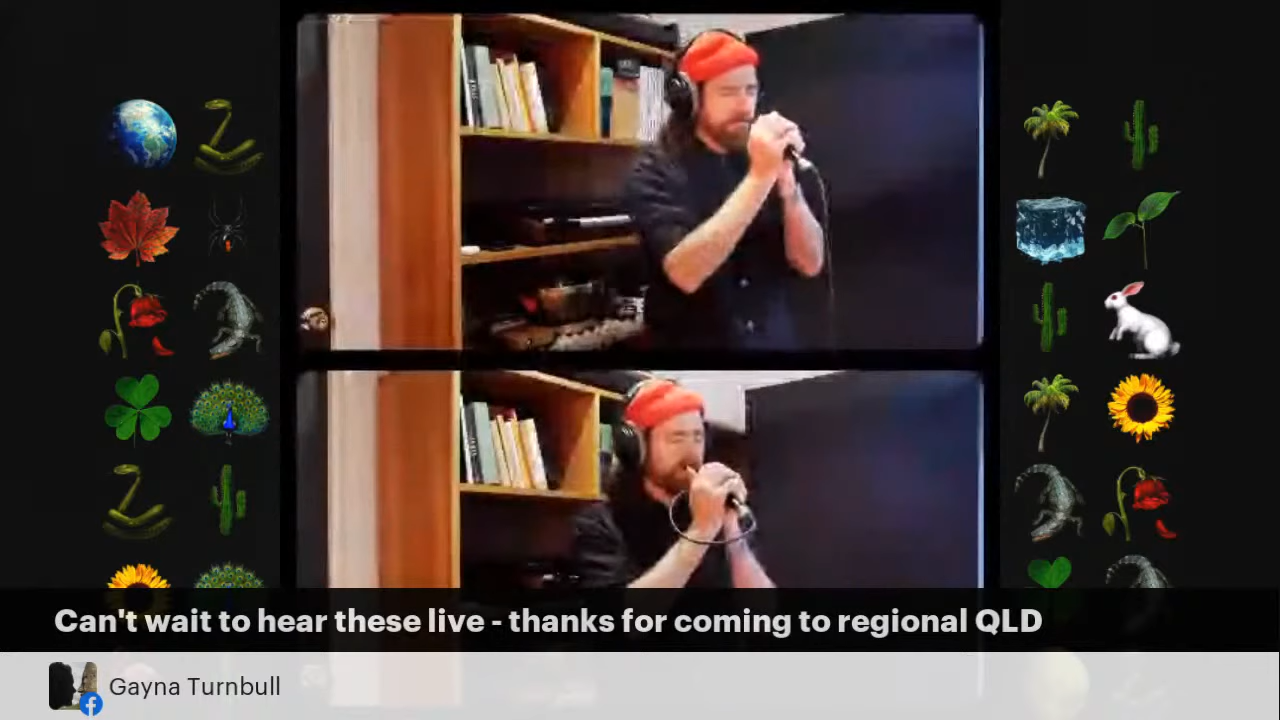 Can't wait to hear these live - thanks for coming to regional QLD
Gayna Turnbull